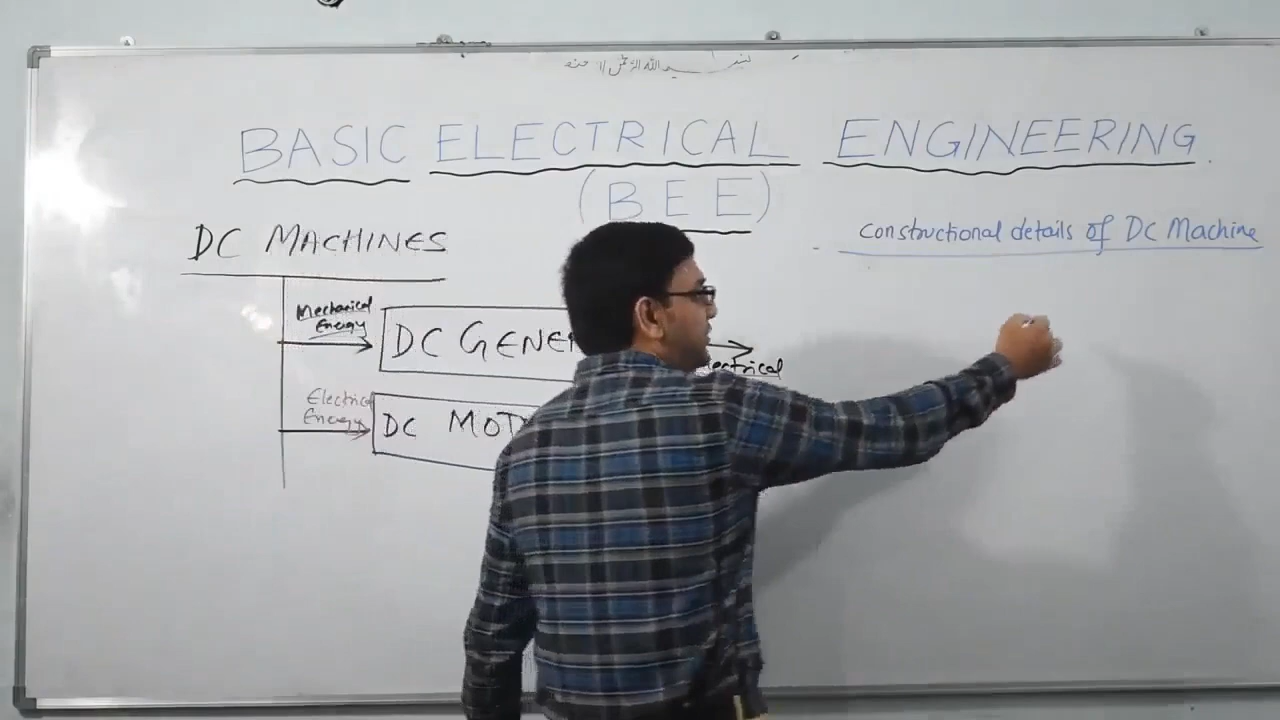 BASIC ELECTRICAL ENGINEERING.
(BEE)
DC MACHINES
constructional details of DC Machine
Mechanical
Energy
DC GENE
Electrical
Electrical
Energy
DC MOT